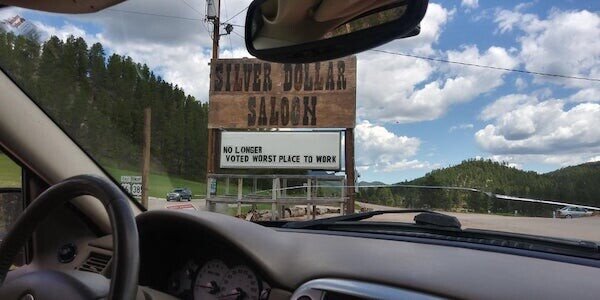 SILVER DOLLAR
SALOON
NO LONGER
VOTED WORST PLACE TO WORK